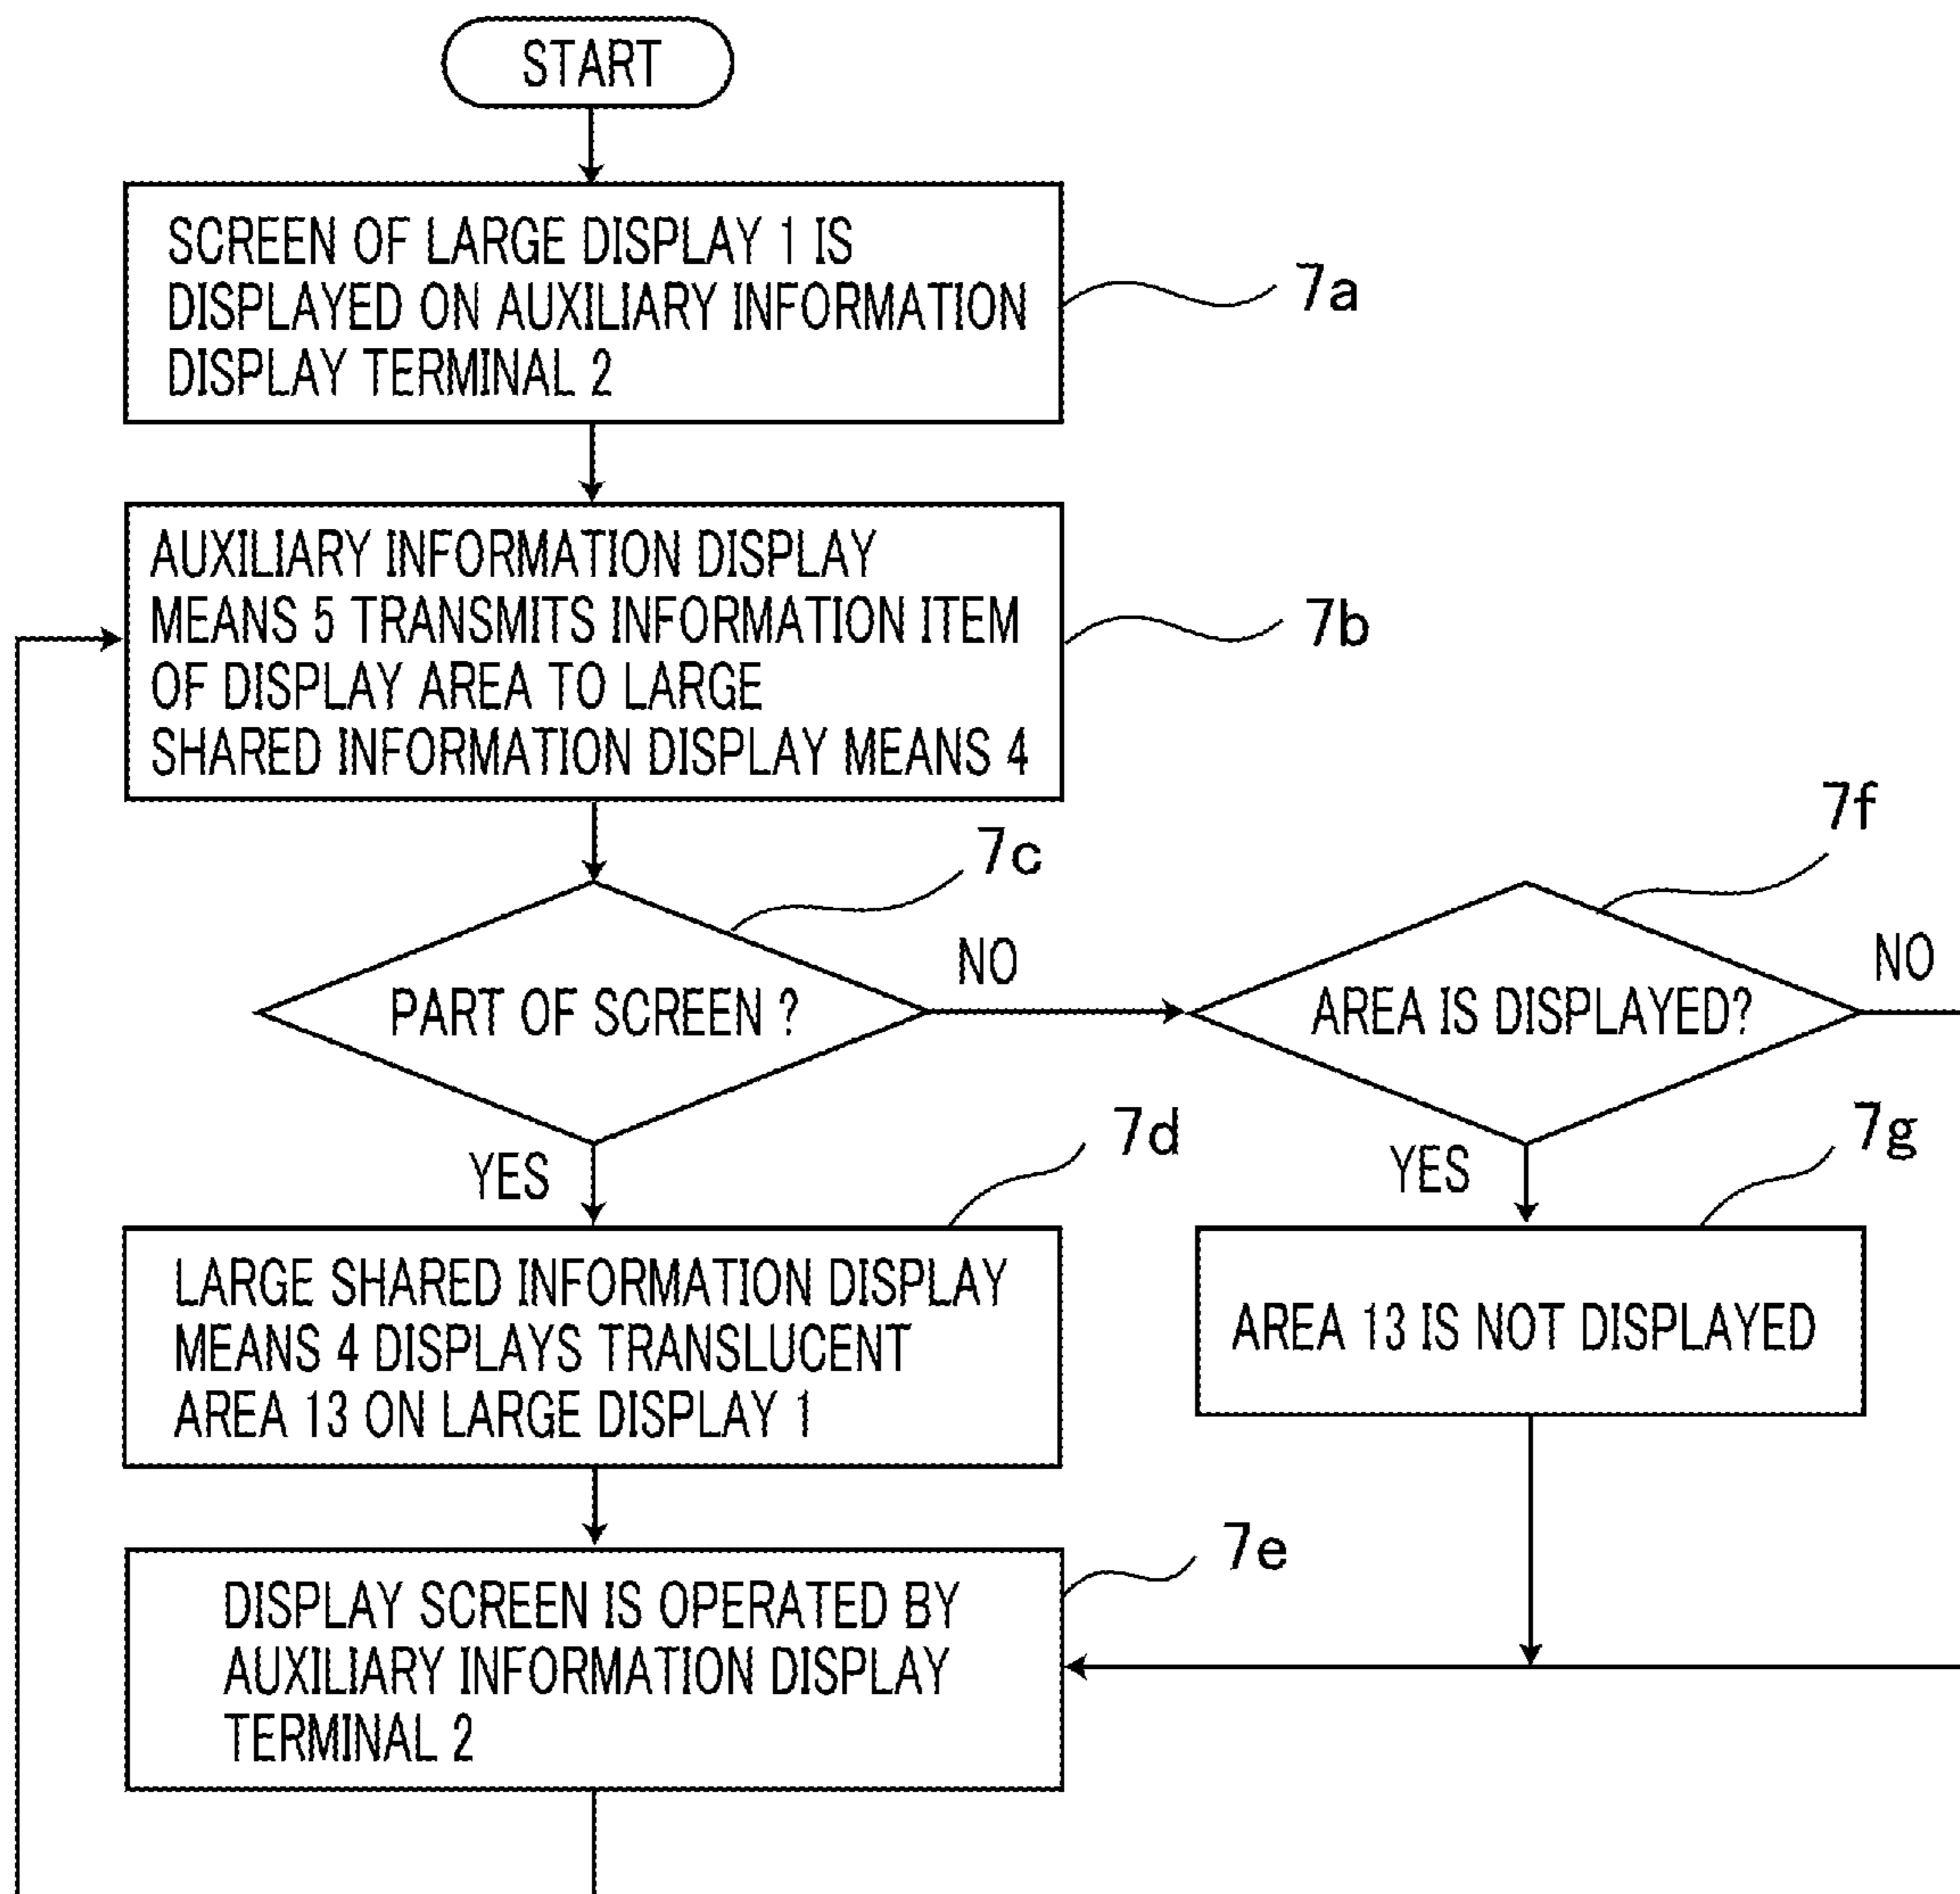 START
SCREEN OF LARGE DISPLAY 1 IS
DISPLAYED ON AUXILIARY INFORMATION
DISPLAY TERMINAL 2
7a
AUXILIARY INFORMATION DISPLAY
MEANS 5 TRANSMITS INFORMATION ITEM
OF DISPLAY AREA TO LARGE
SHARED INFORMATION DISPLAY MEANS 4
7b
7c
PART OF SCREEN ?
NO
YES
7f
AREA IS DISPLAYED?
NO
YES
7d
LARGE SHARED INFORMATION DISPLAY
MEANS 4 DISPLAYS TRANSLUCENT
AREA 13 ON LARGE DISPLAY 1
7g
AREA 13 IS NOT DISPLAYED
7e
DISPLAY SCREEN IS OPERATED BY
AUXILIARY INFORMATION DISPLAY
TERMINAL 2